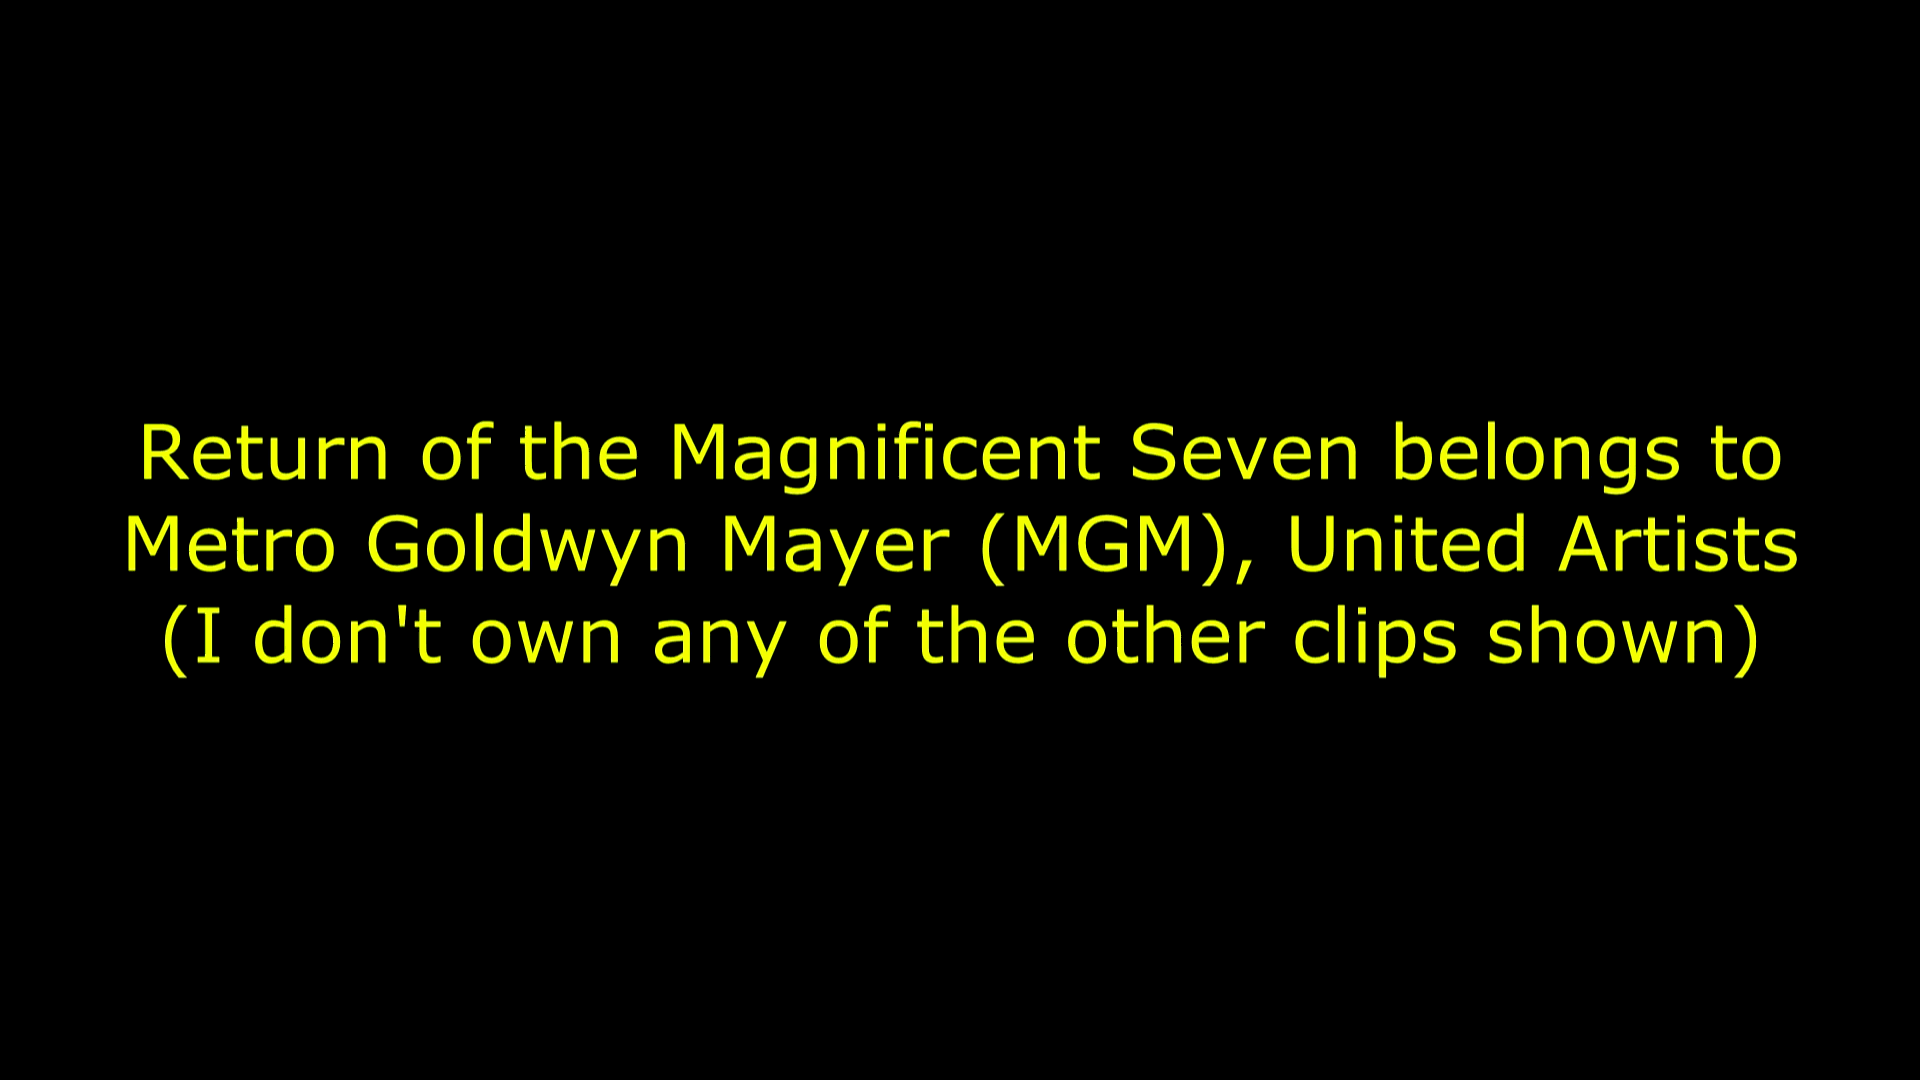 Return of the Magnificent Seven belongs to
Metro Goldwyn Mayer (MGM), United Artists
(I don't own any of the other clips shown)